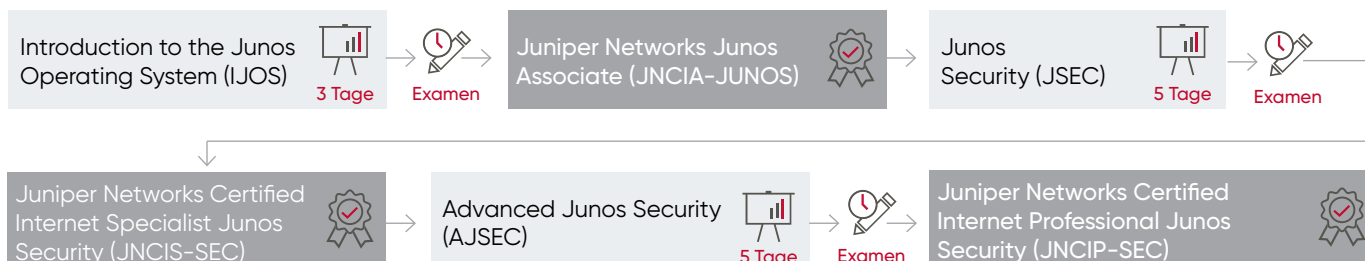 Introduction to the Junos
Operating System (IJOS)
3 Tage
Examen
Juniper Networks Junos
Associate (JNCIA-JUNOS)
Junos
Security (JSEC)
5 Tage
Examen
Juniper Networks Certified
Internet Specialist Junos
Security (JNCIS-SEC)
Advanced Junos Security
(AJSEC)
5 Tage
Examen
Juniper Networks Certified
Internet Professional Junos
Security (JNCIP-SEC)